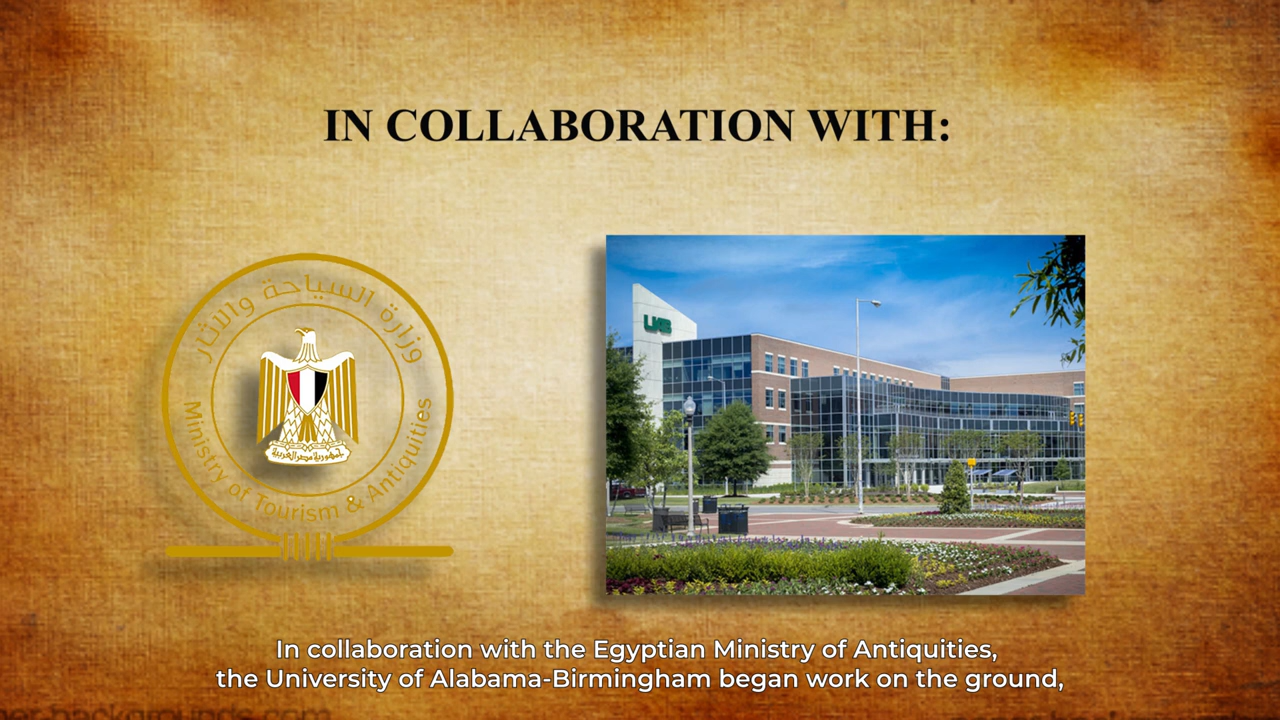 IN COLLABORATION WITH:
وزارة السياحة والآثار
جمهورية مصر العربية
Ministry of Tourism & Antiquities
UAB
In collaboration with the Egyptian Ministry of Antiquities,
the University of Alabama-Birmingham began work on the ground,